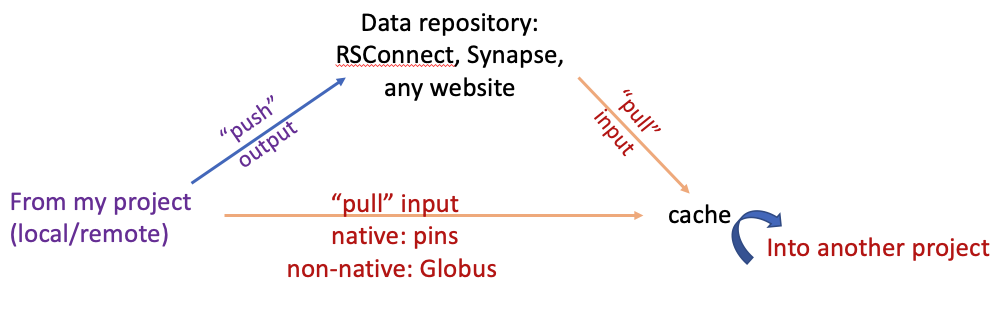 Data repository:
RSConnect, Synapse,
any website
“push”
output
“pull”
input
From my project
(local/remote)
“pull” input
native: pins
non-native: Globus
cache
Into another project